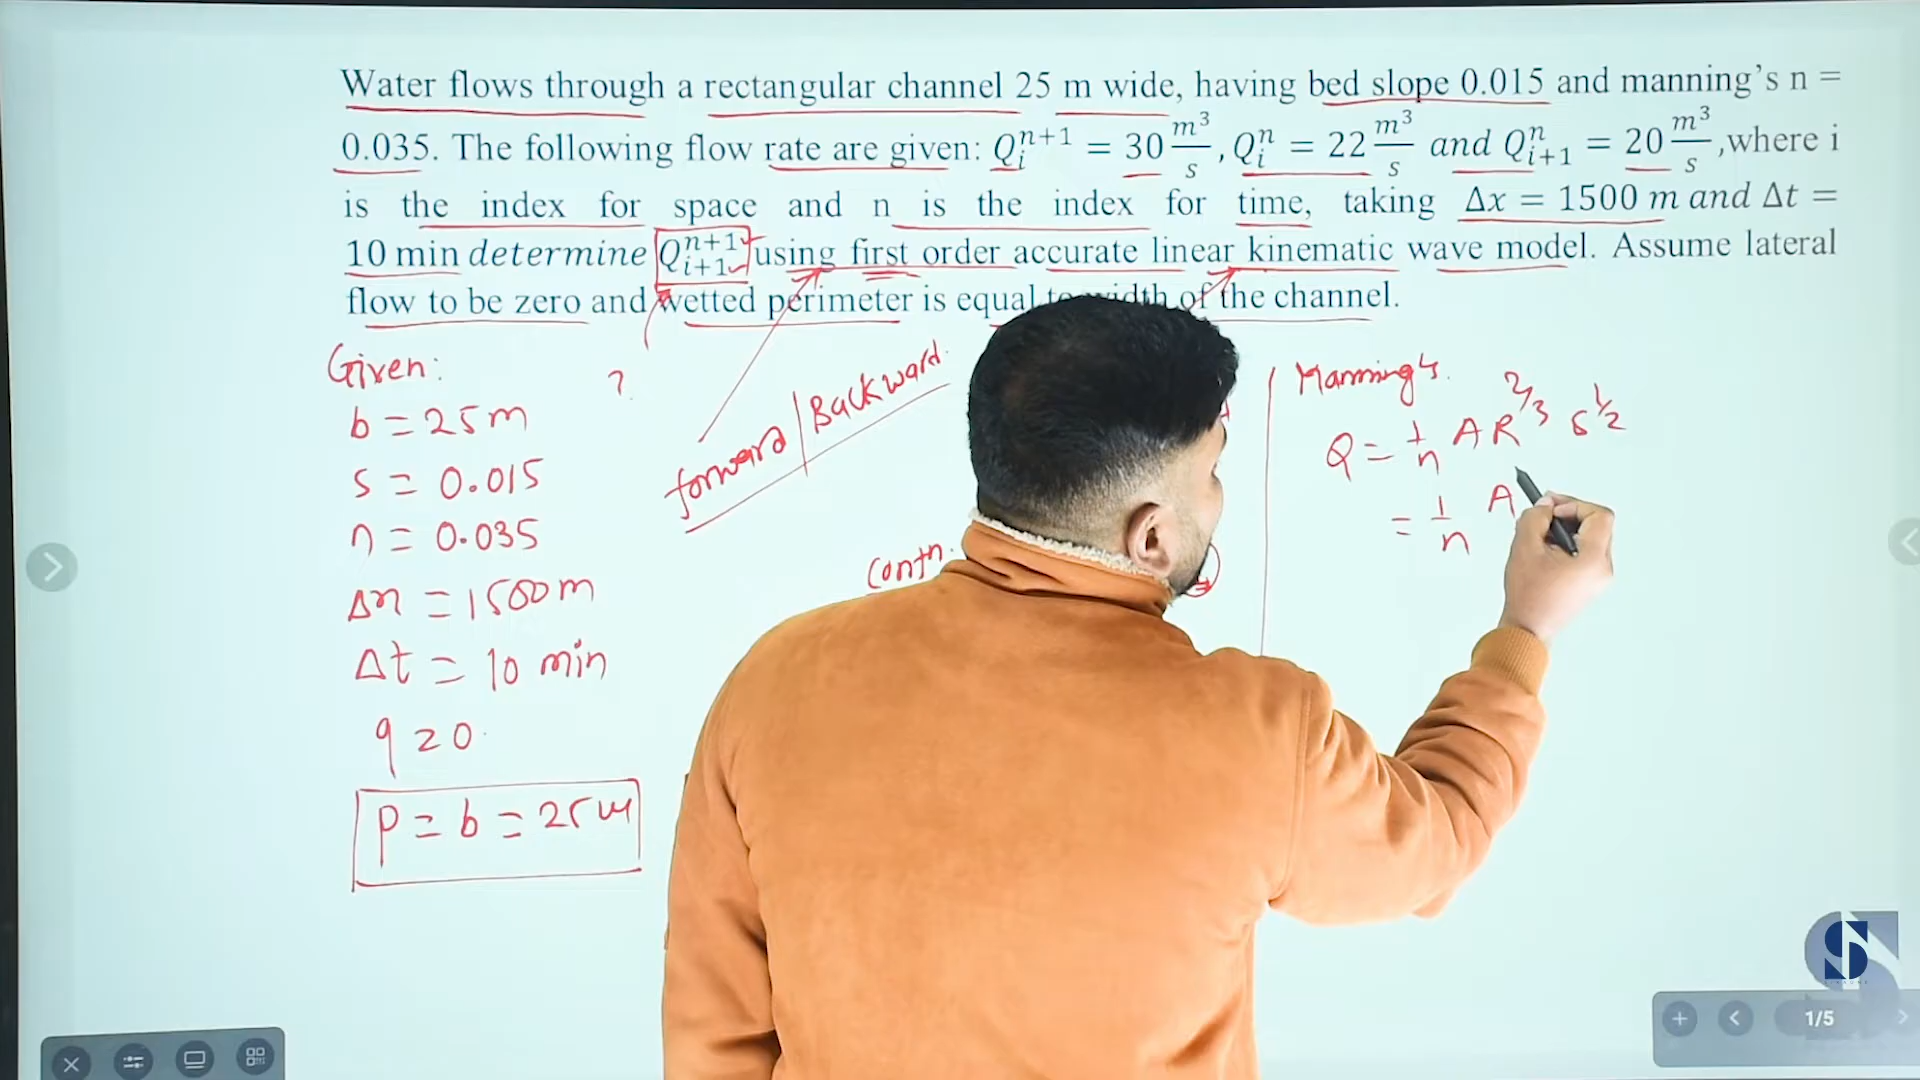 Water flows through a rectangular channel 25 m wide, having bed slope 0.015 and manning's n =
0.035. The following flow rate are given: Q_i^{n+1} = 30 m³/s, Q_i^n = 22 m³/s and Q_{i+1}^n = 20 m³/s, where i
is the index for space and n is the index for time, taking Δx = 1500 m and Δt =
10 min determine Q_{i+1}^{n+1} using first order accurate linear kinematic wave model. Assume lateral
flow to be zero and wetted perimeter is equal to width of the channel.
Given:
b = 25m
s = 0.015
n = 0.035
Δx = 1500m
Δt = 10 min
q = 0
P = b = 25m
?
forward/Backward
Contn.
Manning's.
Q = 1/n A R^{2/3} S^{1/2}
= 1/n A
1/5